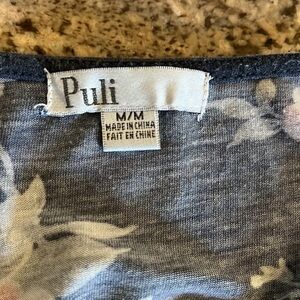 Puli
M/M
MADE IN CHINA
FAIT EN CHINE